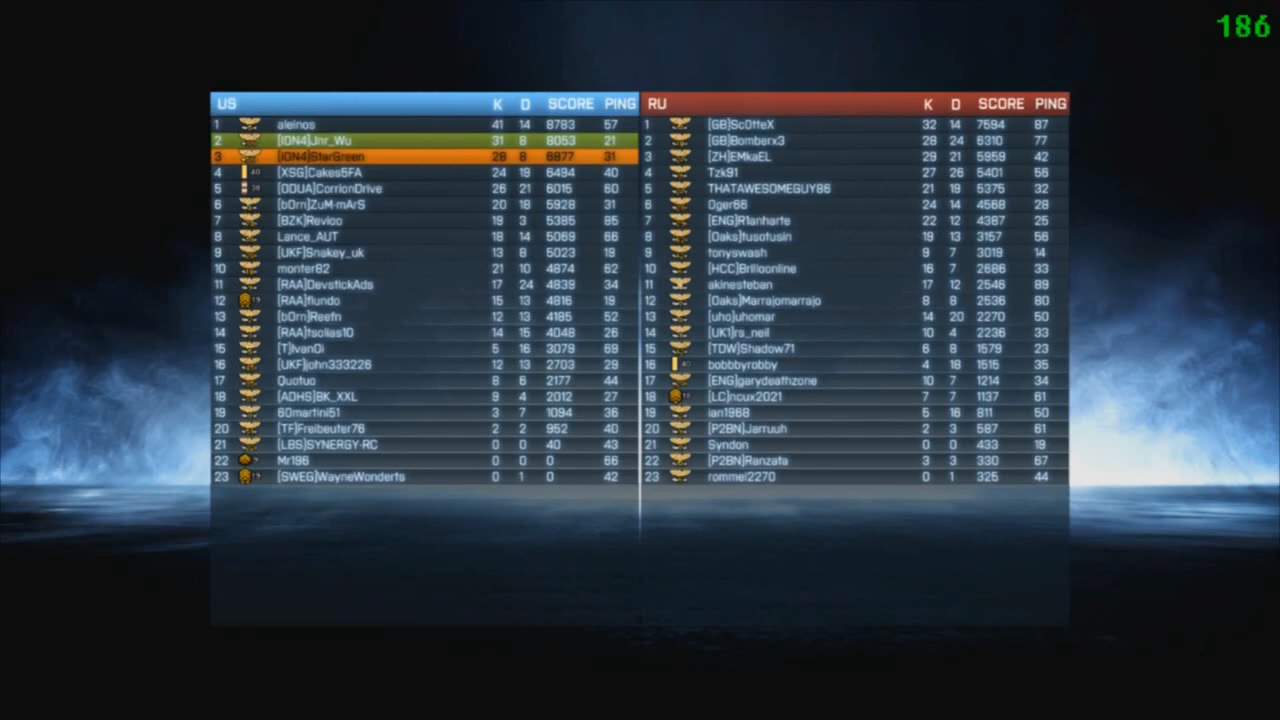 186
US K D SCORE PING
1 aleinos 41 14 8783 57
2 [ION4]Jnr_Wu 31 8 8053 21
3 [ION4]StarGreen 28 8 6877 31
4 40 [XSG]Cakes5FA 24 19 6494 40
5 [ODUA]CorrionDrive 26 21 6015 60
6 [b0rn]ZuM-mArS 20 18 5928 31
7 [BZK]Revioo 19 3 5385 85
8 Lance_AUT 18 14 5069 66
9 [UKF]Snakey_uk 13 8 5023 19
10 monter82 21 10 4874 62
11 [RAA]DevstickAds 17 24 4839 34
12 [RAA]flundo 15 13 4816 19
13 [b0rn]Reefn 12 13 4185 52
14 [RAA]tsolias10 14 15 4048 26
15 [T]IvanDi 5 16 3079 69
16 [UKF]john333226 12 13 2703 29
17 Quotuo 8 6 2177 44
18 [ADHS]BK_XXL 9 4 2012 27
19 60martini51 3 7 1094 36
20 [TF]Freibeuter76 2 2 952 40
21 [LBS]SYNERGY-RC 0 0 40 43
22 Mr196 0 0 0 66
23 [SWEG]WayneWonderts 0 1 0 42
RU K D SCORE PING
1 [GB]Sc0tteX 32 14 7594 87
2 [GB]Bomberx3 28 24 6310 77
3 [ZH]EMkaEL 29 21 5959 42
4 Tzk91 27 26 5401 56
5 THATAWESOMEGUY86 21 19 5375 32
6 Oger66 24 14 4568 28
7 [ENG]R1anharte 22 12 4387 25
8 [Oaks]tusotusin 19 13 3157 56
9 tonyswash 9 7 3019 14
10 [HCC]Brilloonline 16 7 2686 33
11 akinesteban 17 12 2546 89
12 [Oaks]Marrajomarrajo 8 8 2536 80
13 [uho]uhomar 14 20 2270 50
14 [UK1]rs_neil 10 4 2236 33
15 [TDW]Shadow71 6 8 1579 23
16 40 bobbbyrobby 4 18 1515 35
17 [ENG]garydeathzone 10 7 1214 34
18 [LC]ncux2021 7 7 1137 61
19 ian1968 5 16 811 50
20 [P2BN]Jarruuh 2 3 587 61
21 Syndon 0 0 433 19
22 [P2BN]Ranzata 3 3 330 67
23 rommel2270 0 1 325 44